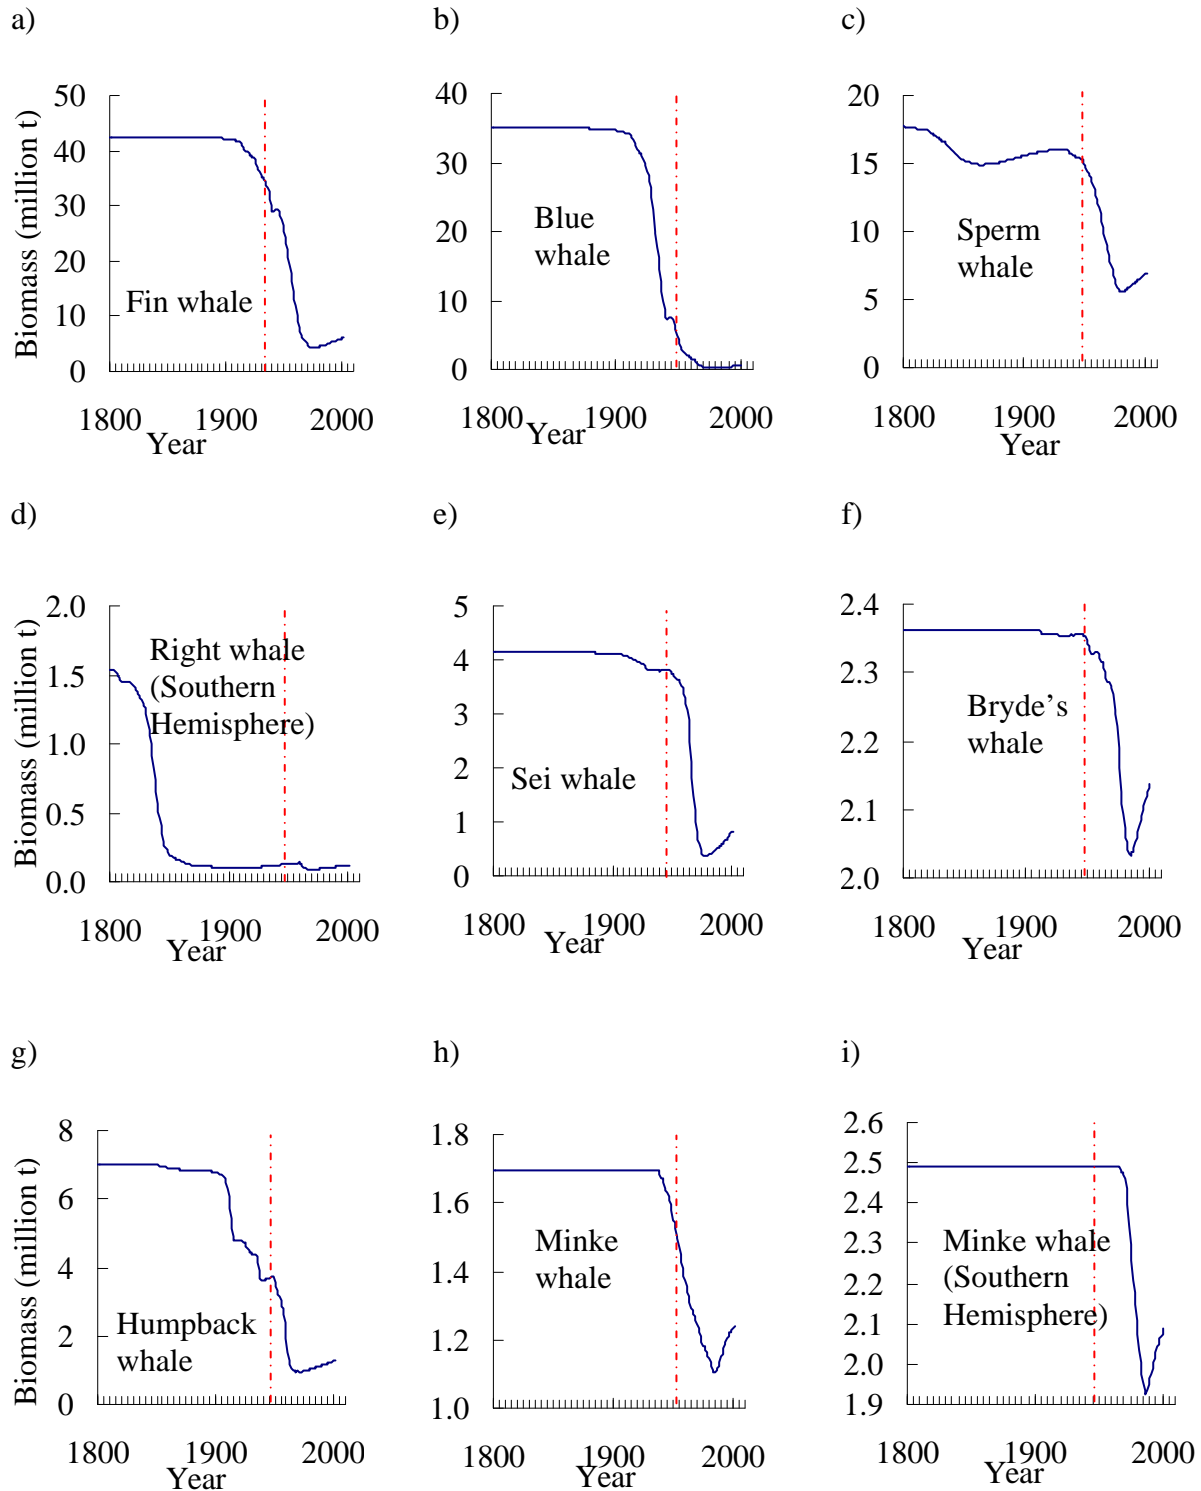 a)
b)
c)
Biomass (million t)
50
40
30
20
10
0
Fin whale
1800
1900
2000
Year
40
30
20
10
0
Blue
whale
1800
1900
2000
Year
20
15
10
5
0
Sperm
whale
1800
1900
2000
Year
d)
e)
f)
Biomass (million t)
2.0
1.5
1.0
0.5
0.0
Right whale
(Southern
Hemisphere)
1800
1900
2000
Year
5
4
3
2
1
0
Sei whale
1800
1900
2000
Year
2.4
2.3
2.2
2.1
2.0
Bryde’s
whale
1800
1900
2000
Year
g)
h)
i)
Biomass (million t)
8
6
4
2
0
Humpback
whale
1800
1900
2000
Year
1.8
1.6
1.4
1.2
1.0
Minke
whale
1800
1900
2000
Year
2.6
2.5
2.4
2.3
2.2
2.1
2.0
1.9
Minke whale
(Southern
Hemisphere)
1800
1900
2000
Year